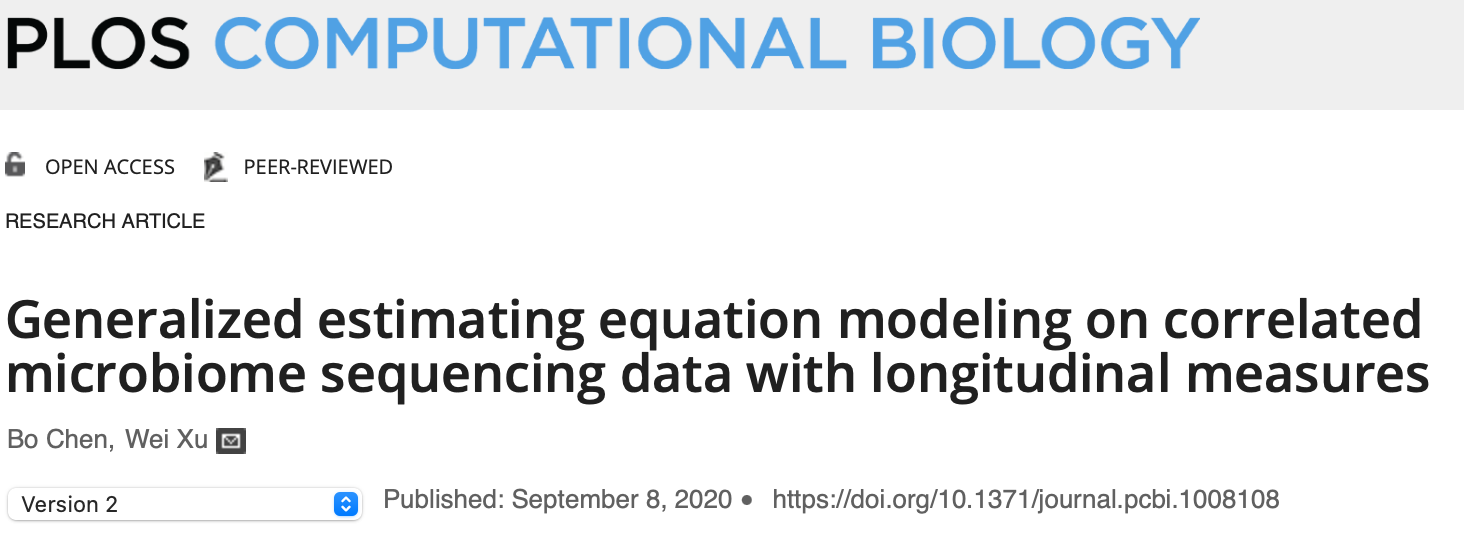 PLOS COMPUTATIONAL BIOLOGY
OPEN ACCESS PEER-REVIEWED
RESEARCH ARTICLE
Generalized estimating equation modeling on correlated
microbiome sequencing data with longitudinal measures
Bo Chen, Wei Xu
Version 2 Published: September 8, 2020 • https://doi.org/10.1371/journal.pcbi.1008108